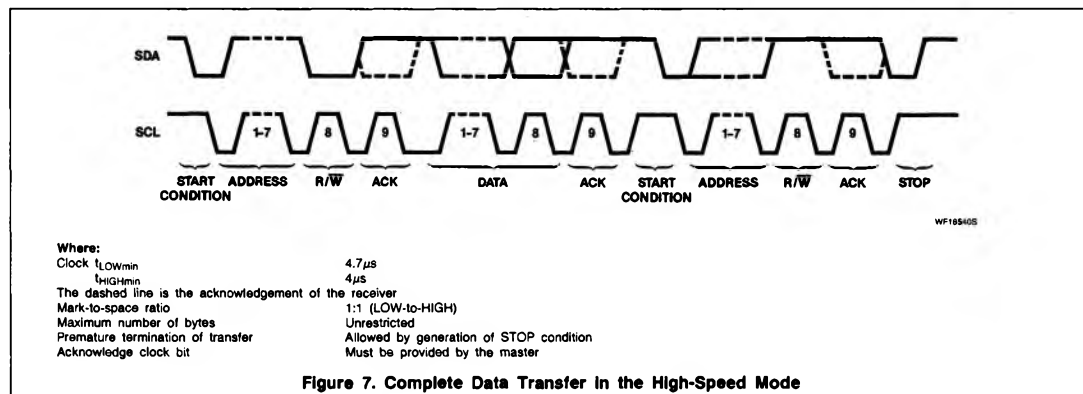 SDA
SCL
1-7 8 9 1-7 8 9 1-7 8 9
START CONDITION ADDRESS R/W̅ ACK DATA ACK START CONDITION ADDRESS R/W̅ ACK STOP
WF18540S
Where:
Clock tLOWmin 4.7μs
tHIGHmin 4μs
The dashed line is the acknowledgement of the receiver
Mark-to-space ratio 1:1 (LOW-to-HIGH)
Maximum number of bytes Unrestricted
Premature termination of transfer Allowed by generation of STOP condition
Acknowledge clock bit Must be provided by the master
Figure 7. Complete Data Transfer in the High-Speed Mode